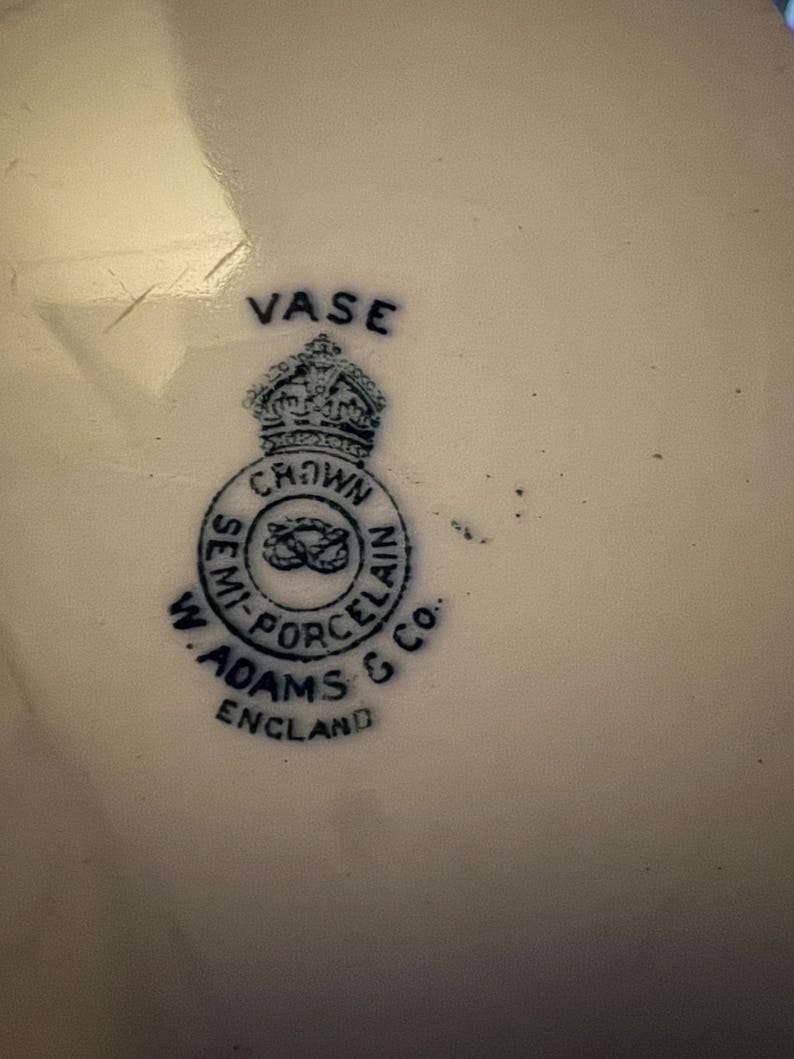 VASE
CROWN
SEMI-PORCELAIN
W. ADAMS & Co.
ENGLAND